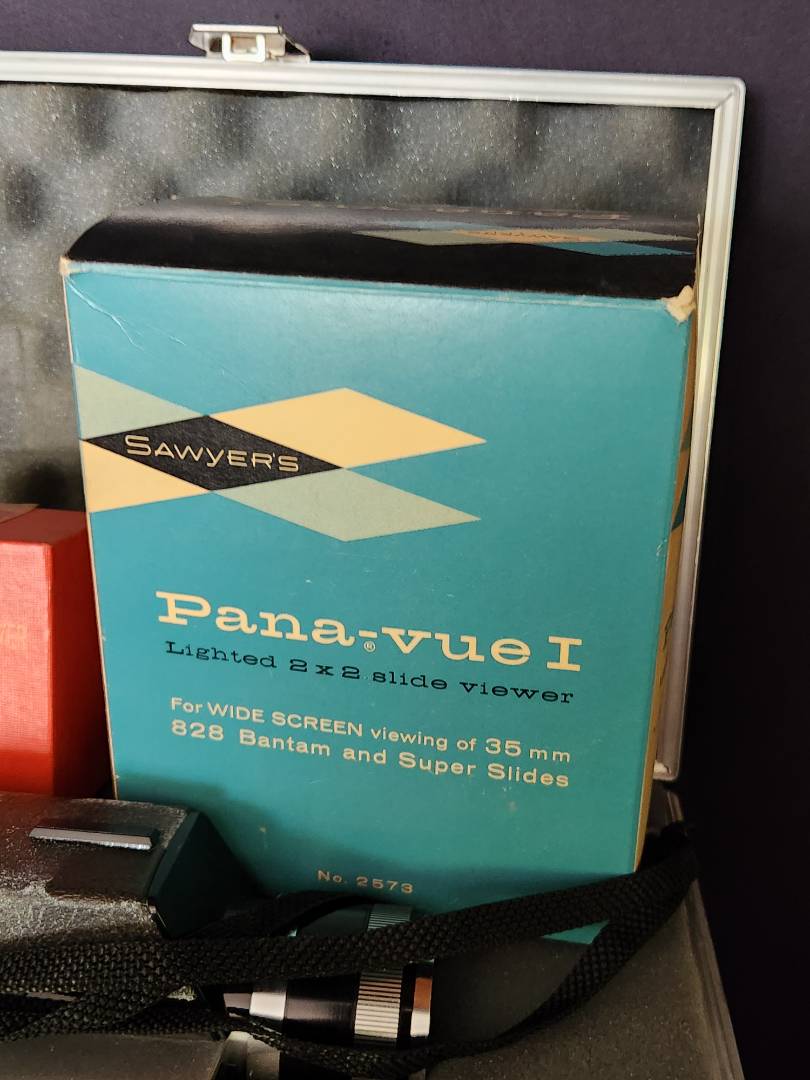 SAWYER'S
Pana-vue I
®
Lighted 2 x 2 slide viewer
For WIDE SCREEN viewing of 35 mm
828 Bantam and Super Slides
No. 2573